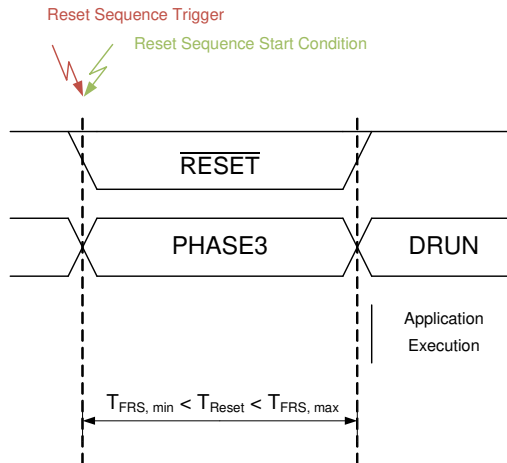 Reset Sequence Trigger
Reset Sequence Start Condition
RESET
PHASE3
DRUN
Application
Execution
TFRS, min < TReset < TFRS, max